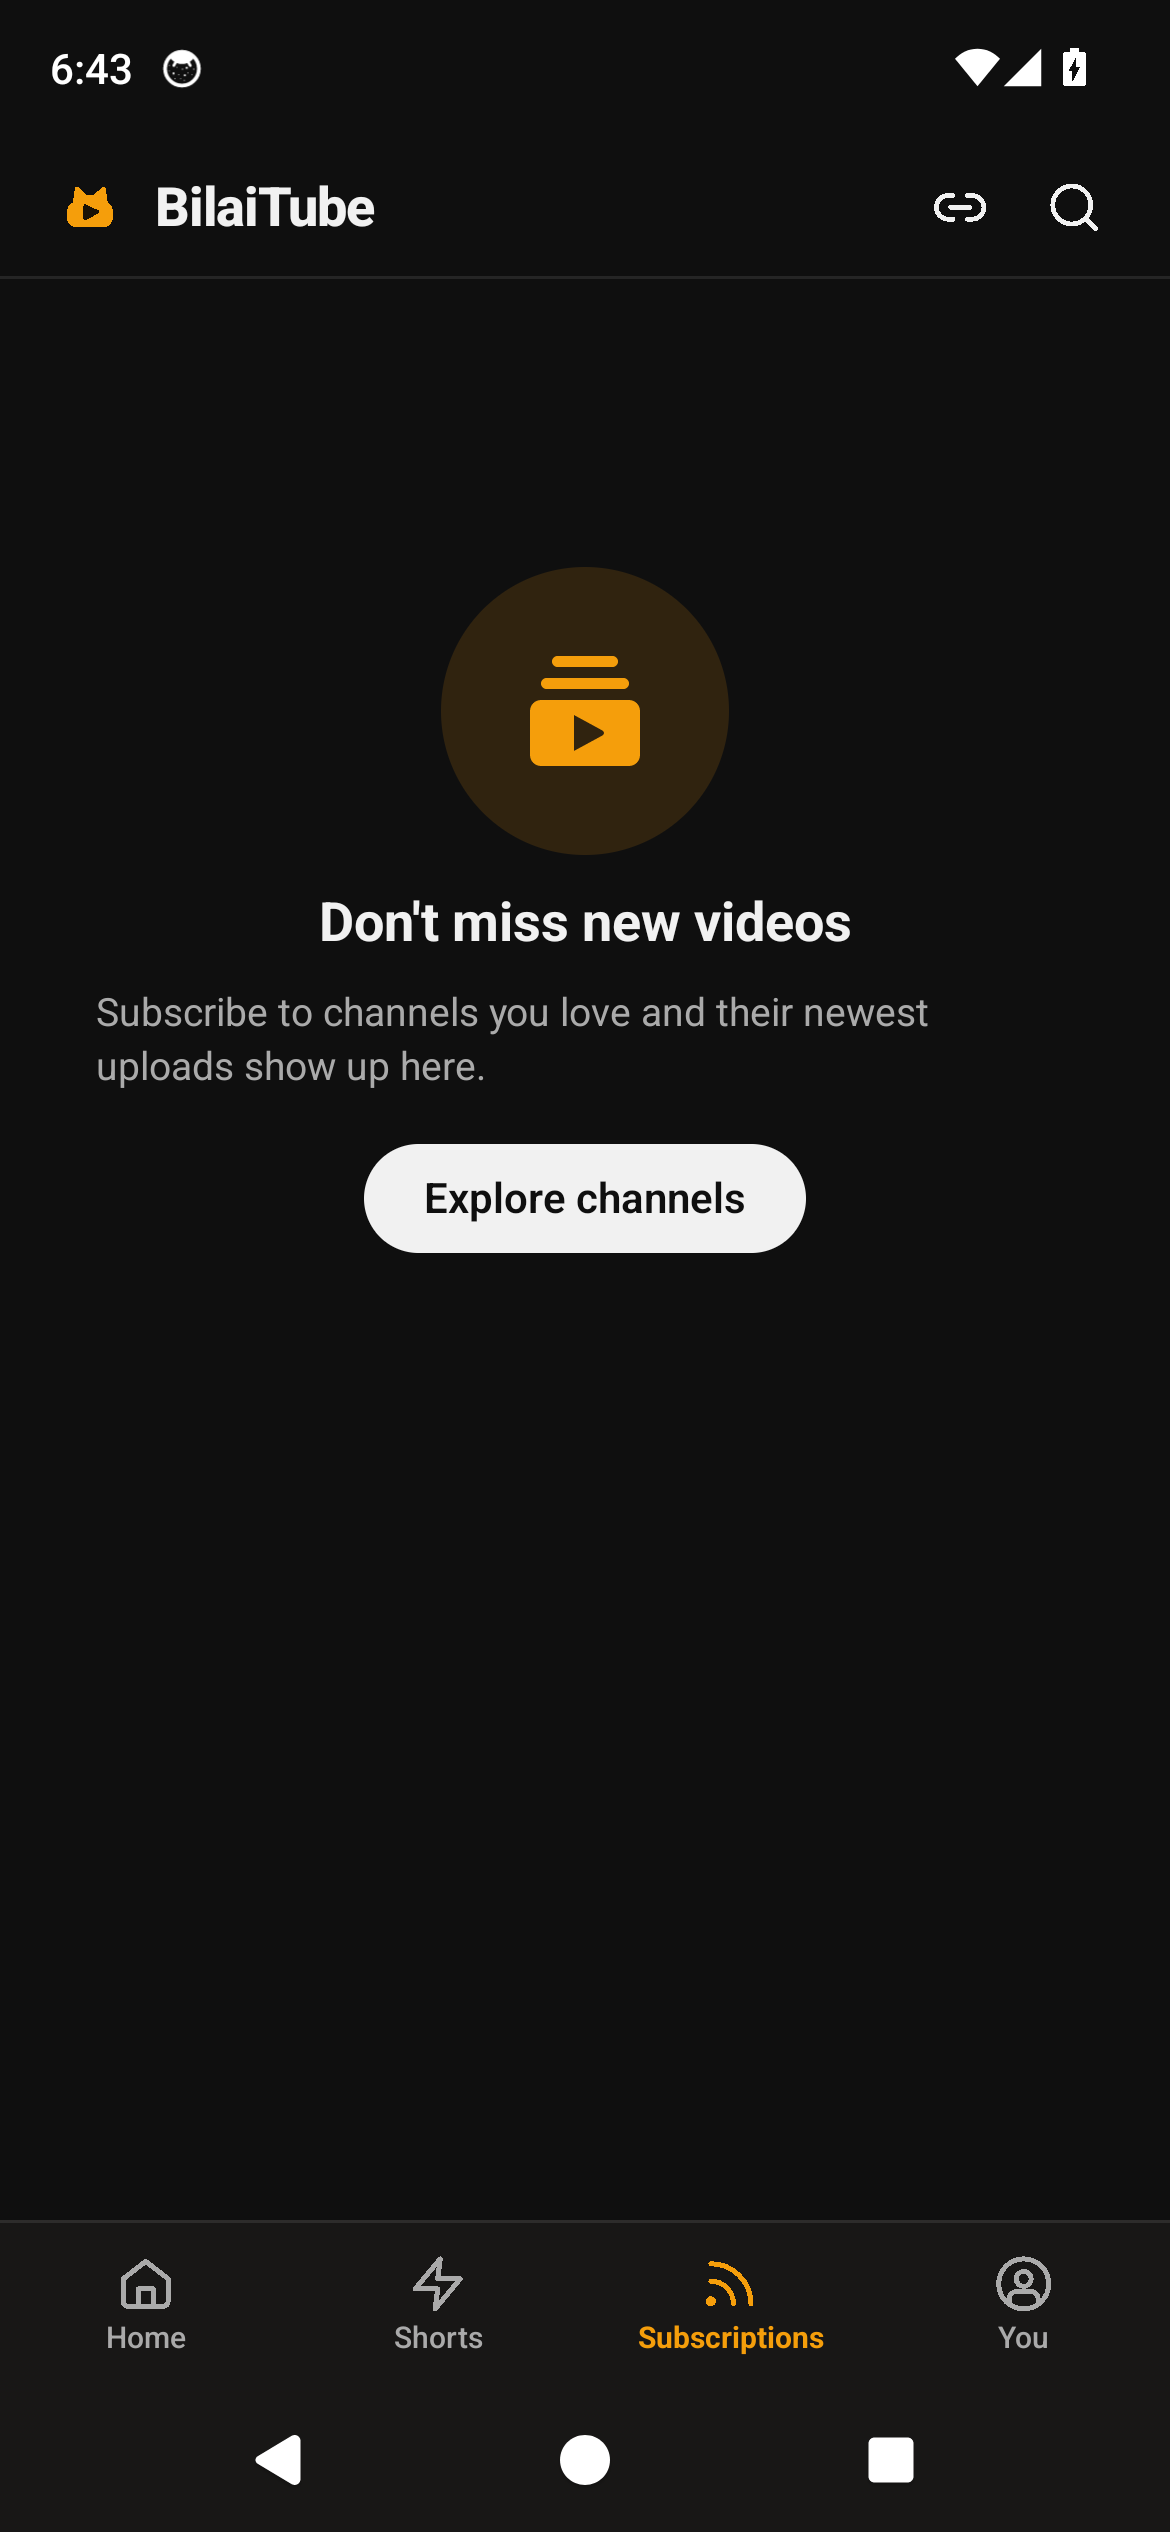 6:43
BilaiTube
Don't miss new videos
Subscribe to channels you love and their newest
uploads show up here.
Explore channels
Home
Shorts
Subscriptions
You